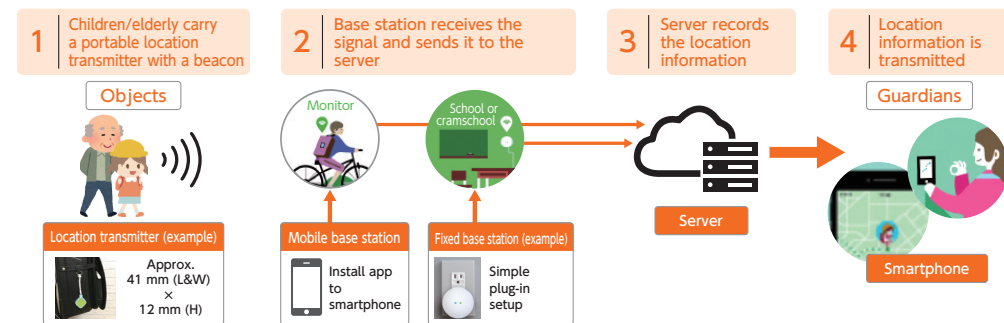 1
Children/elderly carry
a portable location
transmitter with a beacon
2
Base station receives the
signal and sends it to the
server
3
Server records
the location
information
4
Location
information is
transmitted
Objects
Monitor
School or
cramschool
Guardians
Server
Smartphone
Location transmitter (example)
Approx.
41 mm (L&W)
×
12 mm (H)
Mobile base station
Install app
to
smartphone
Fixed base station (example)
Simple
plug-in
setup